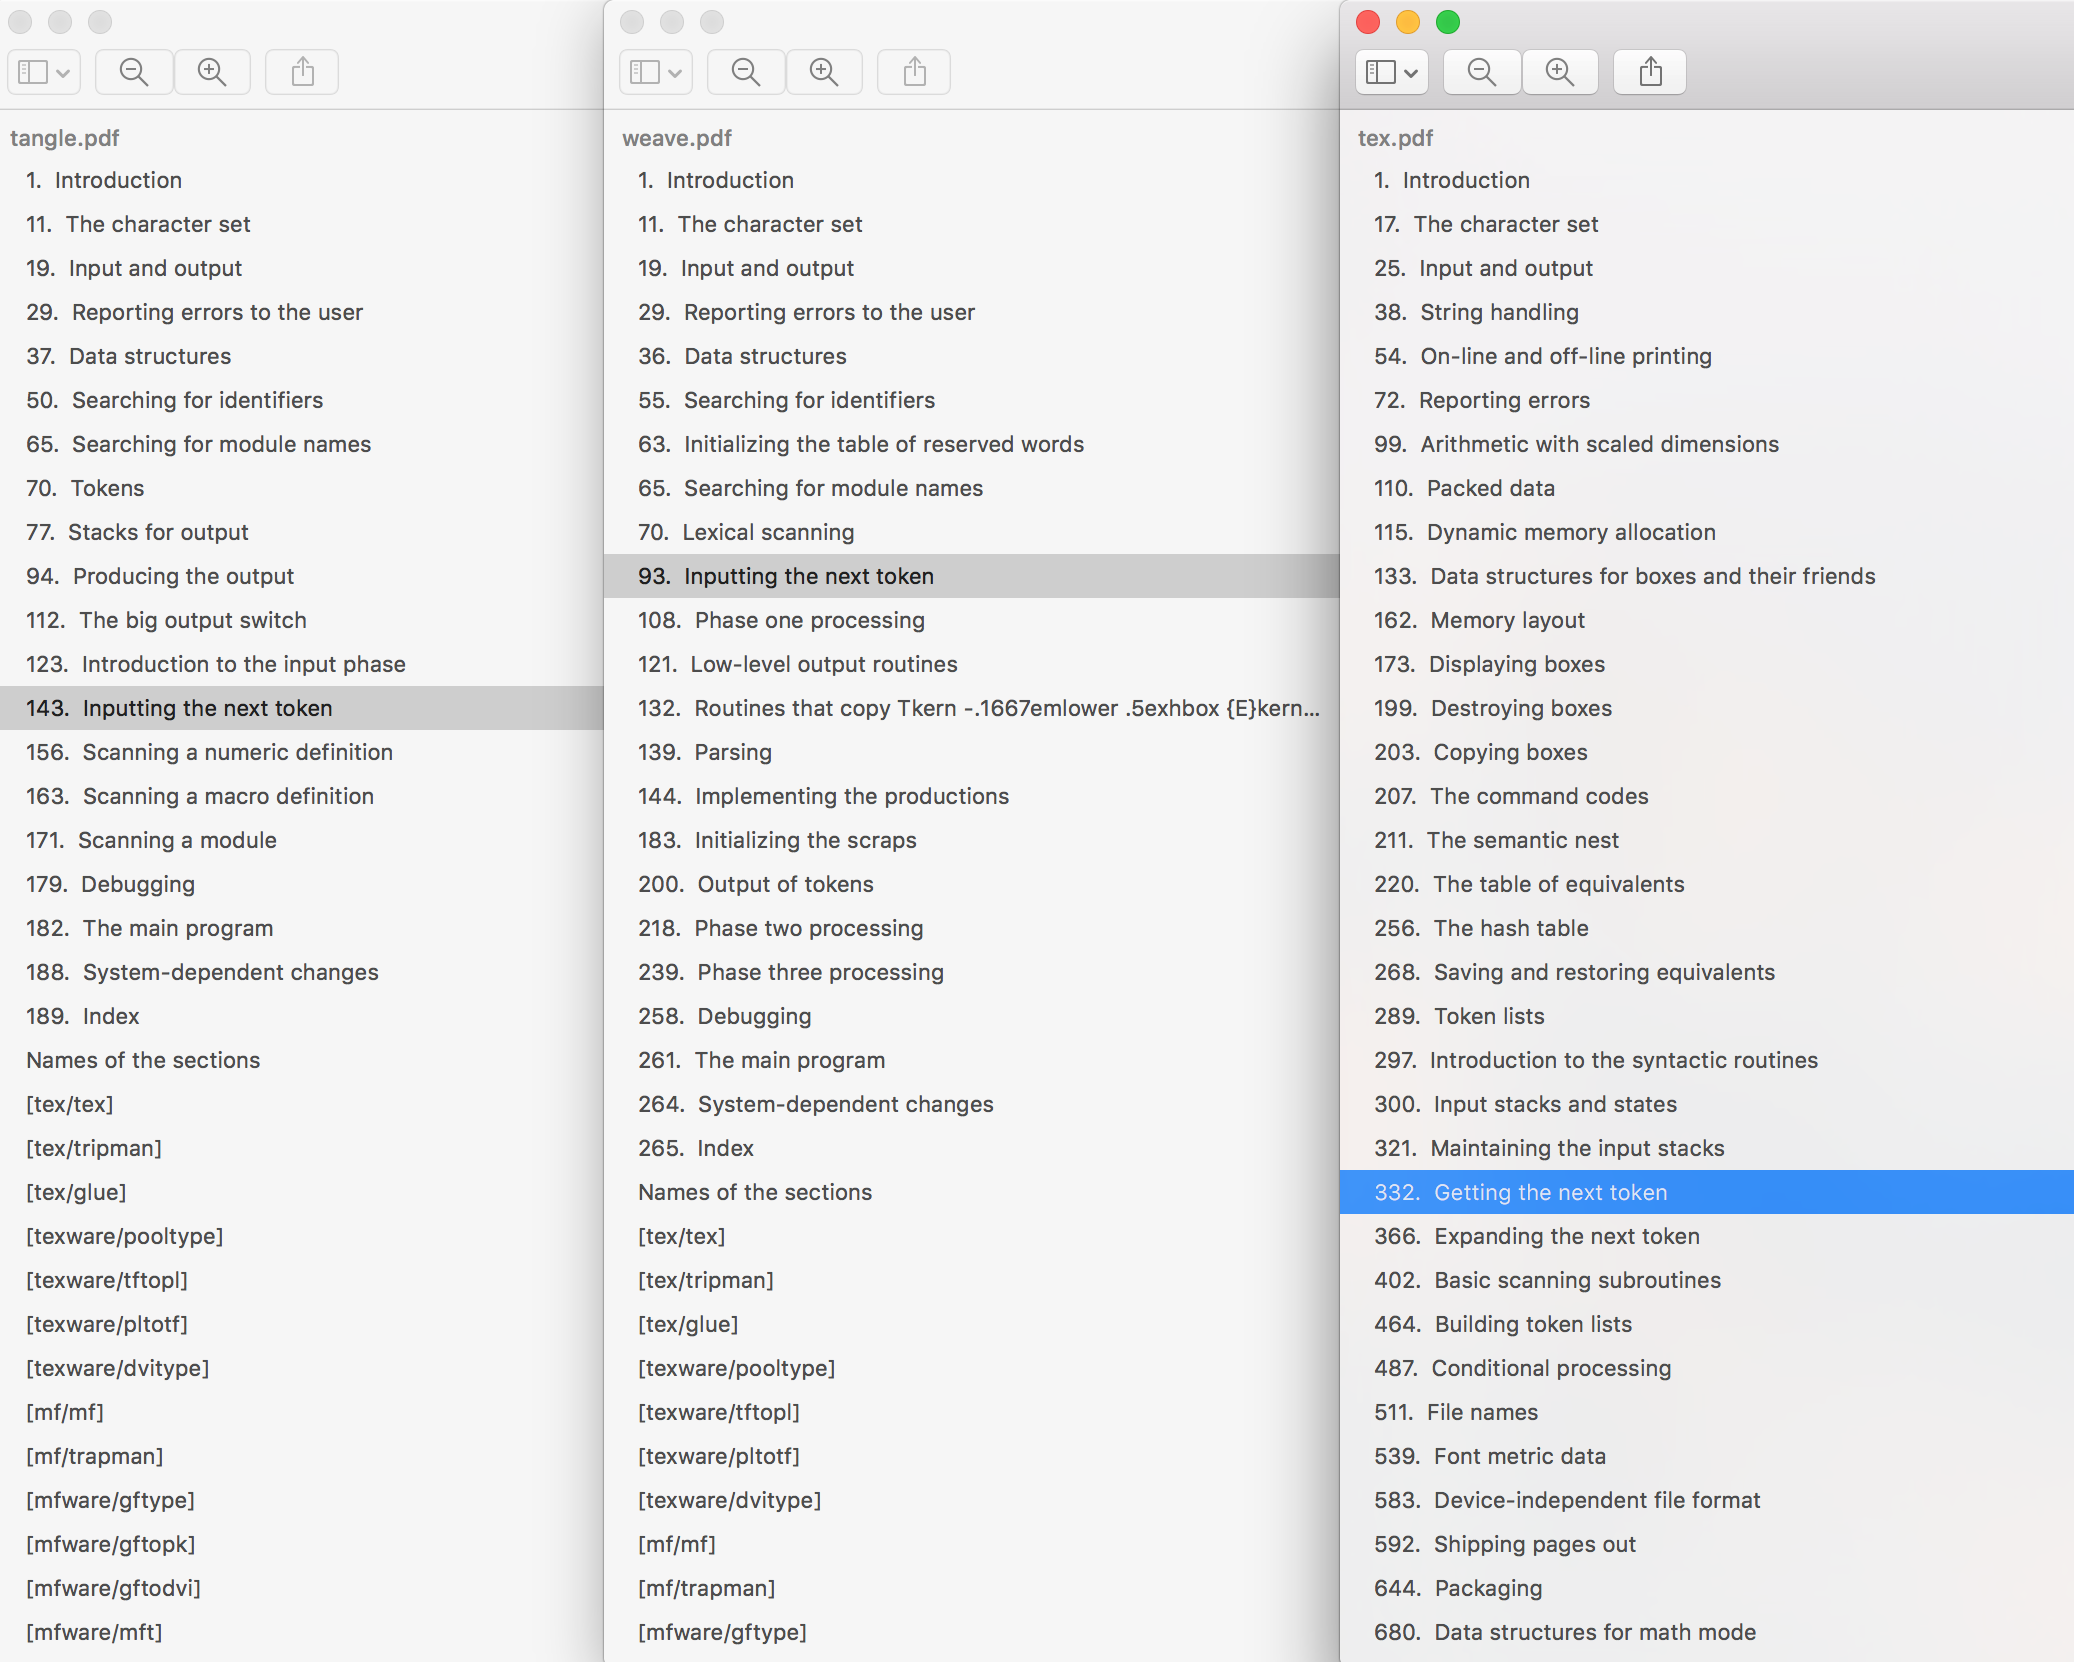 tangle.pdf
1. Introduction
11. The character set
19. Input and output
29. Reporting errors to the user
37. Data structures
50. Searching for identifiers
65. Searching for module names
70. Tokens
77. Stacks for output
94. Producing the output
112. The big output switch
123. Introduction to the input phase
143. Inputting the next token
156. Scanning a numeric definition
163. Scanning a macro definition
171. Scanning a module
179. Debugging
182. The main program
188. System-dependent changes
189. Index
Names of the sections
[tex/tex]
[tex/tripman]
[tex/glue]
[texware/pooltype]
[texware/tftopl]
[texware/pltotf]
[texware/dvitype]
[mf/mf]
[mf/trapman]
[mfware/gftype]
[mfware/gftopk]
[mfware/gftodvi]
[mfware/mft]
weave.pdf
1. Introduction
11. The character set
19. Input and output
29. Reporting errors to the user
36. Data structures
55. Searching for identifiers
63. Initializing the table of reserved words
65. Searching for module names
70. Lexical scanning
93. Inputting the next token
108. Phase one processing
121. Low-level output routines
132. Routines that copy Tkern -.1667emlower .5exhbox {E}kern...
139. Parsing
144. Implementing the productions
183. Initializing the scraps
200. Output of tokens
218. Phase two processing
239. Phase three processing
258. Debugging
261. The main program
264. System-dependent changes
265. Index
Names of the sections
[tex/tex]
[tex/tripman]
[tex/glue]
[texware/pooltype]
[texware/tftopl]
[texware/pltotf]
[texware/dvitype]
[mf/mf]
[mf/trapman]
[mfware/gftype]
tex.pdf
1. Introduction
17. The character set
25. Input and output
38. String handling
54. On-line and off-line printing
72. Reporting errors
99. Arithmetic with scaled dimensions
110. Packed data
115. Dynamic memory allocation
133. Data structures for boxes and their friends
162. Memory layout
173. Displaying boxes
199. Destroying boxes
203. Copying boxes
207. The command codes
211. The semantic nest
220. The table of equivalents
256. The hash table
268. Saving and restoring equivalents
289. Token lists
297. Introduction to the syntactic routines
300. Input stacks and states
321. Maintaining the input stacks
332. Getting the next token
366. Expanding the next token
402. Basic scanning subroutines
464. Building token lists
487. Conditional processing
511. File names
539. Font metric data
583. Device-independent file format
592. Shipping pages out
644. Packaging
680. Data structures for math mode